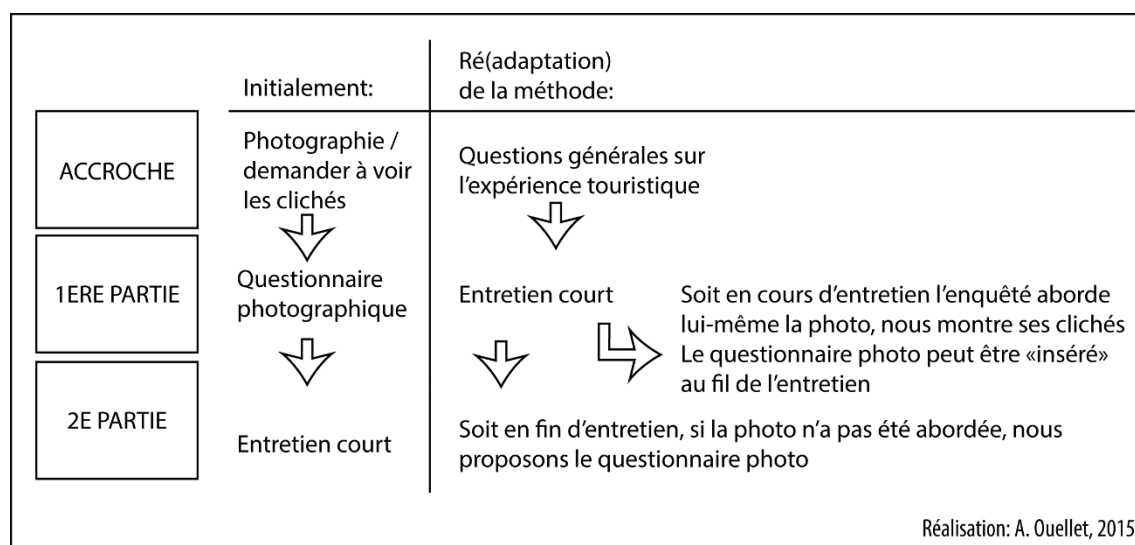 Initialement:
Ré(adaptation)
de la méthode:
ACCROCHE
Photographie /
demander à voir
les clichés
Questions générales sur
l'expérience touristique
1ERE PARTIE
Questionnaire
photographique
Entretien court
Soit en cours d'entretien l'enquêté aborde
lui-même la photo, nous montre ses clichés
Le questionnaire photo peut être «inséré»
au fil de l'entretien
2E PARTIE
Entretien court
Soit en fin d'entretien, si la photo n'a pas été abordée, nous
proposons le questionnaire photo
Réalisation: A. Ouellet, 2015